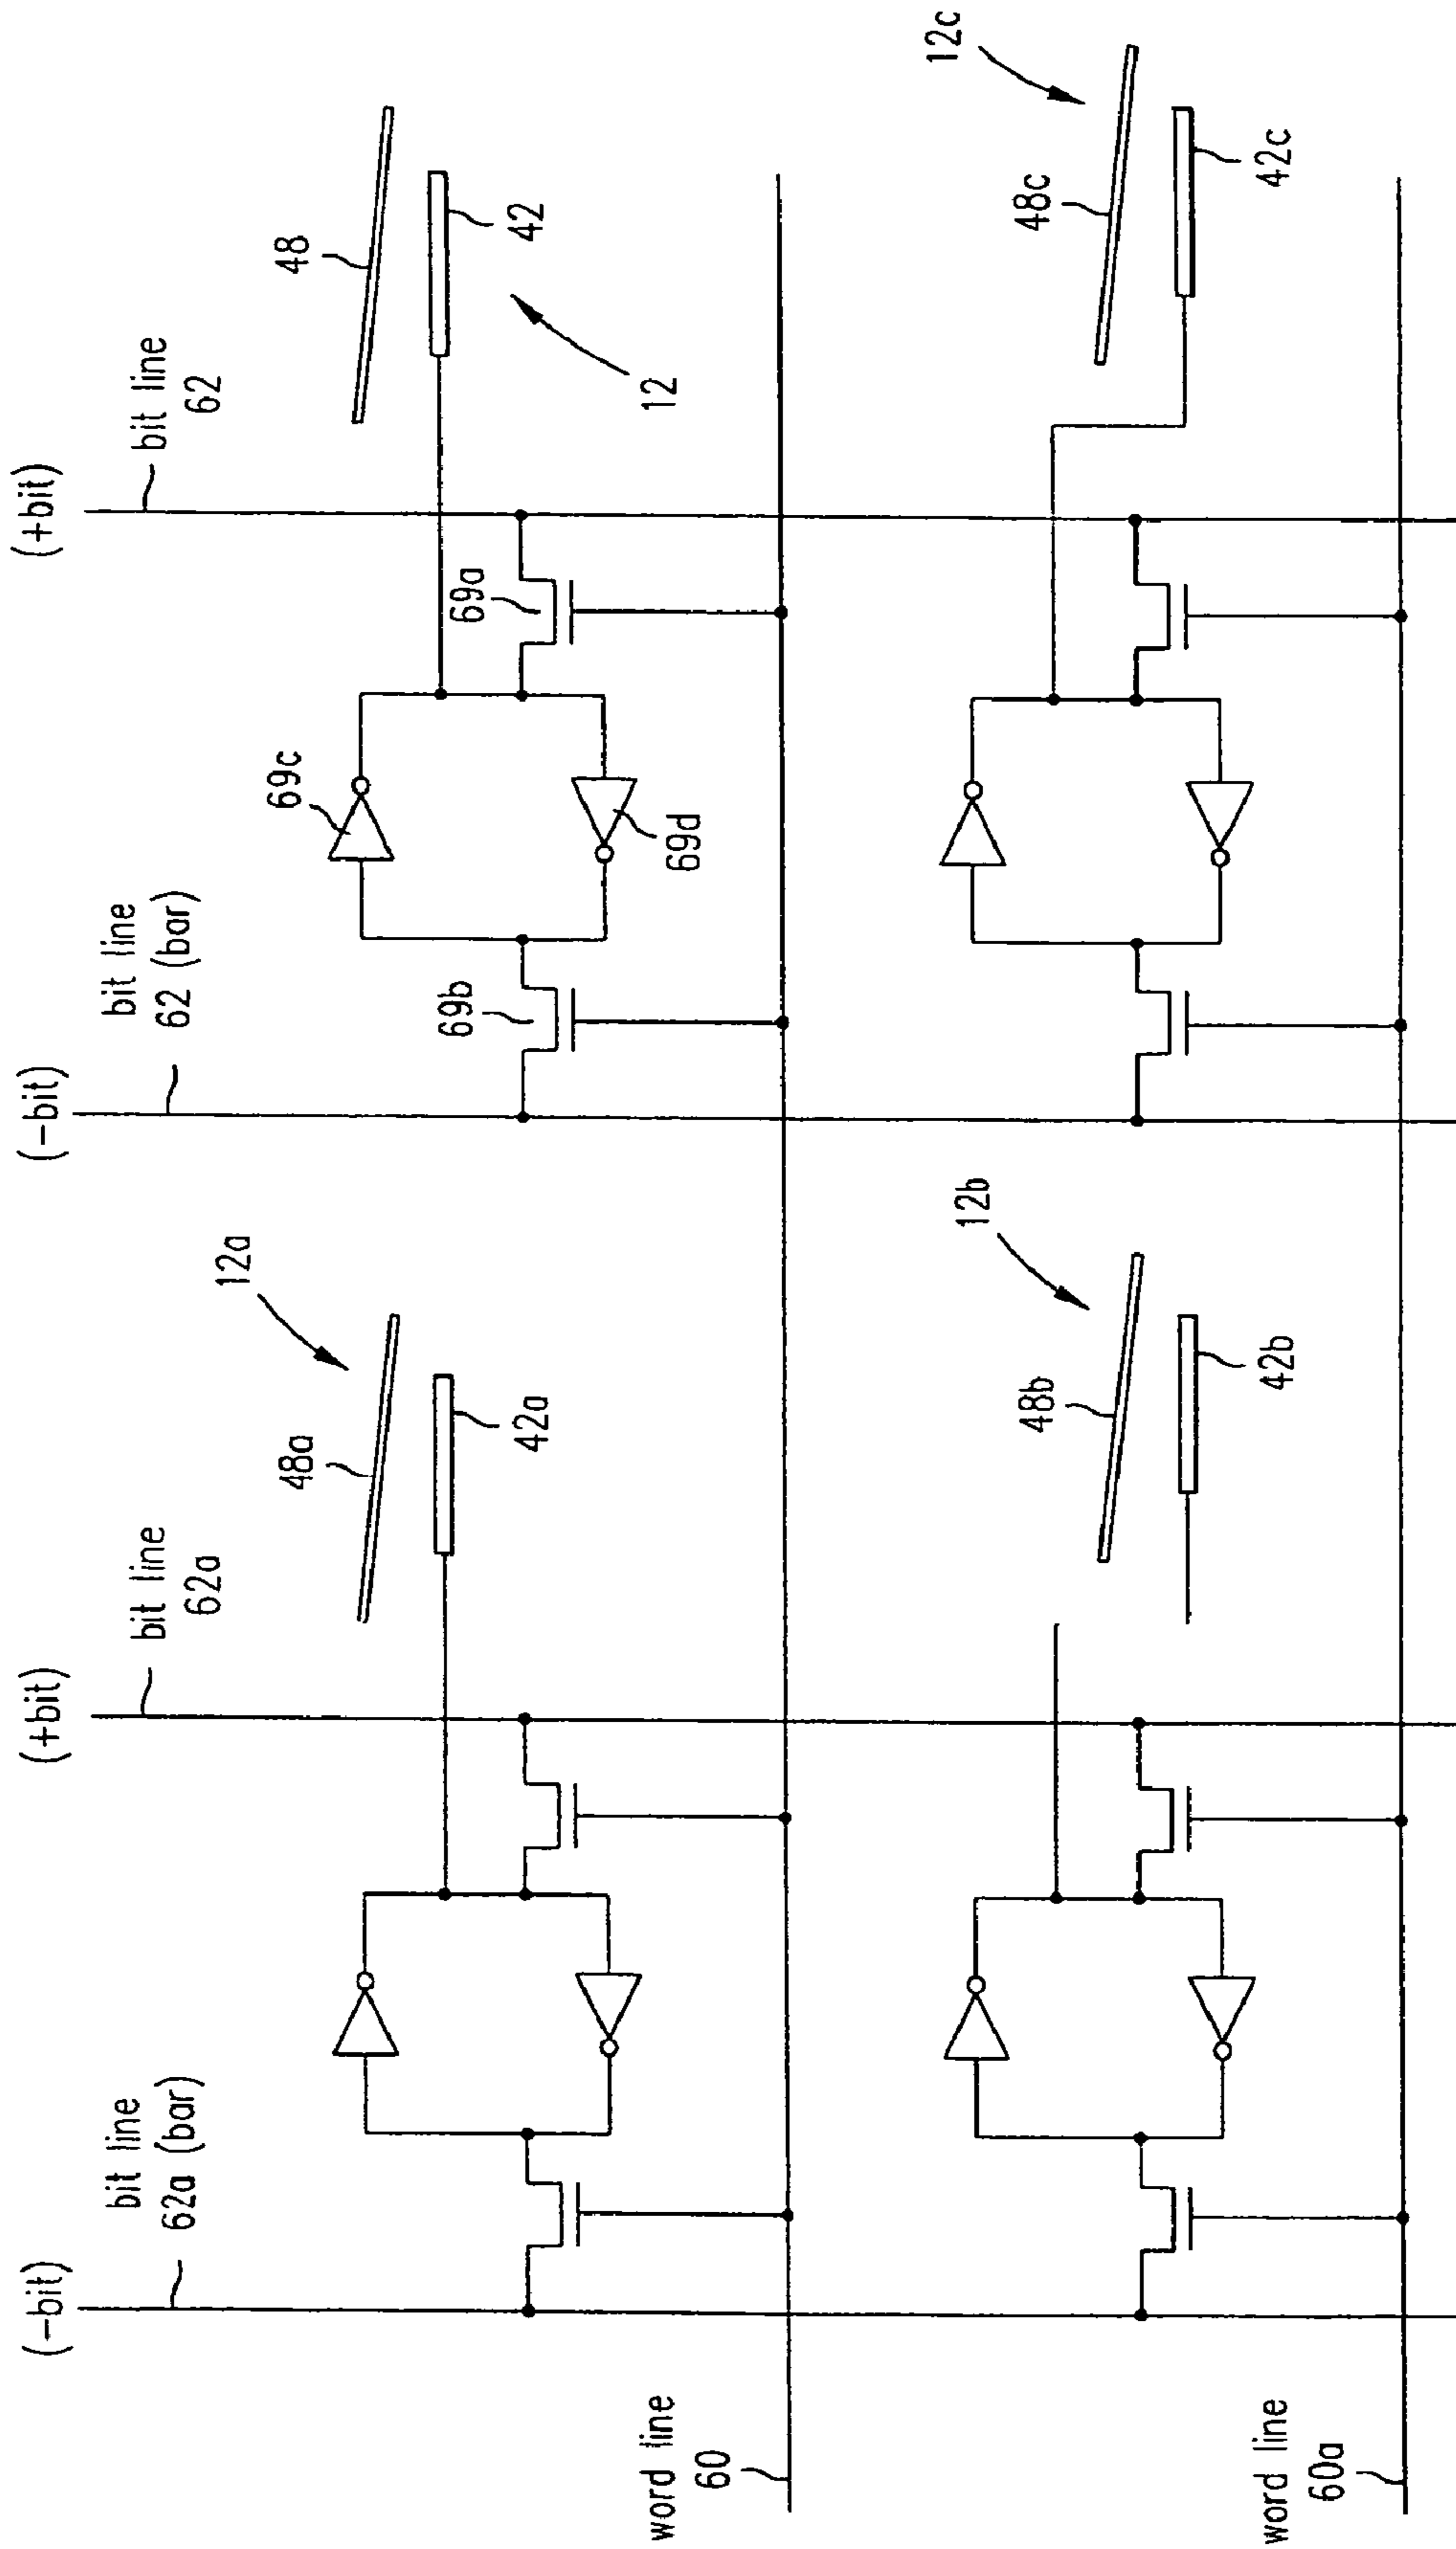 (−bit)
(+bit)
(−bit)
(+bit)
bit line
62a (bar)
bit line
62a
bit line
62 (bar)
bit line
62
12a
48a
42a
69c
69b
69a
69d
48
42
12
word line
60
12b
48b
42b
12c
48c
42c
word line
60a